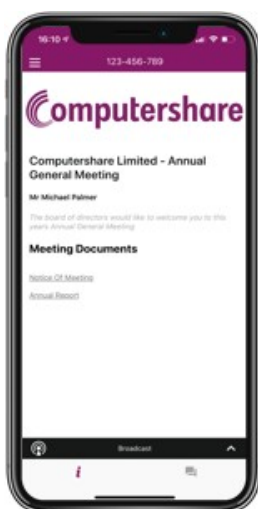 16:10
123-456-789
Computershare
Computershare Limited - Annual
General Meeting
Mr Michael Palmer
The board of directors would like to welcome you to this
years Annual General Meeting
Meeting Documents
Notice Of Meeting
Annual Report
Broadcast
i